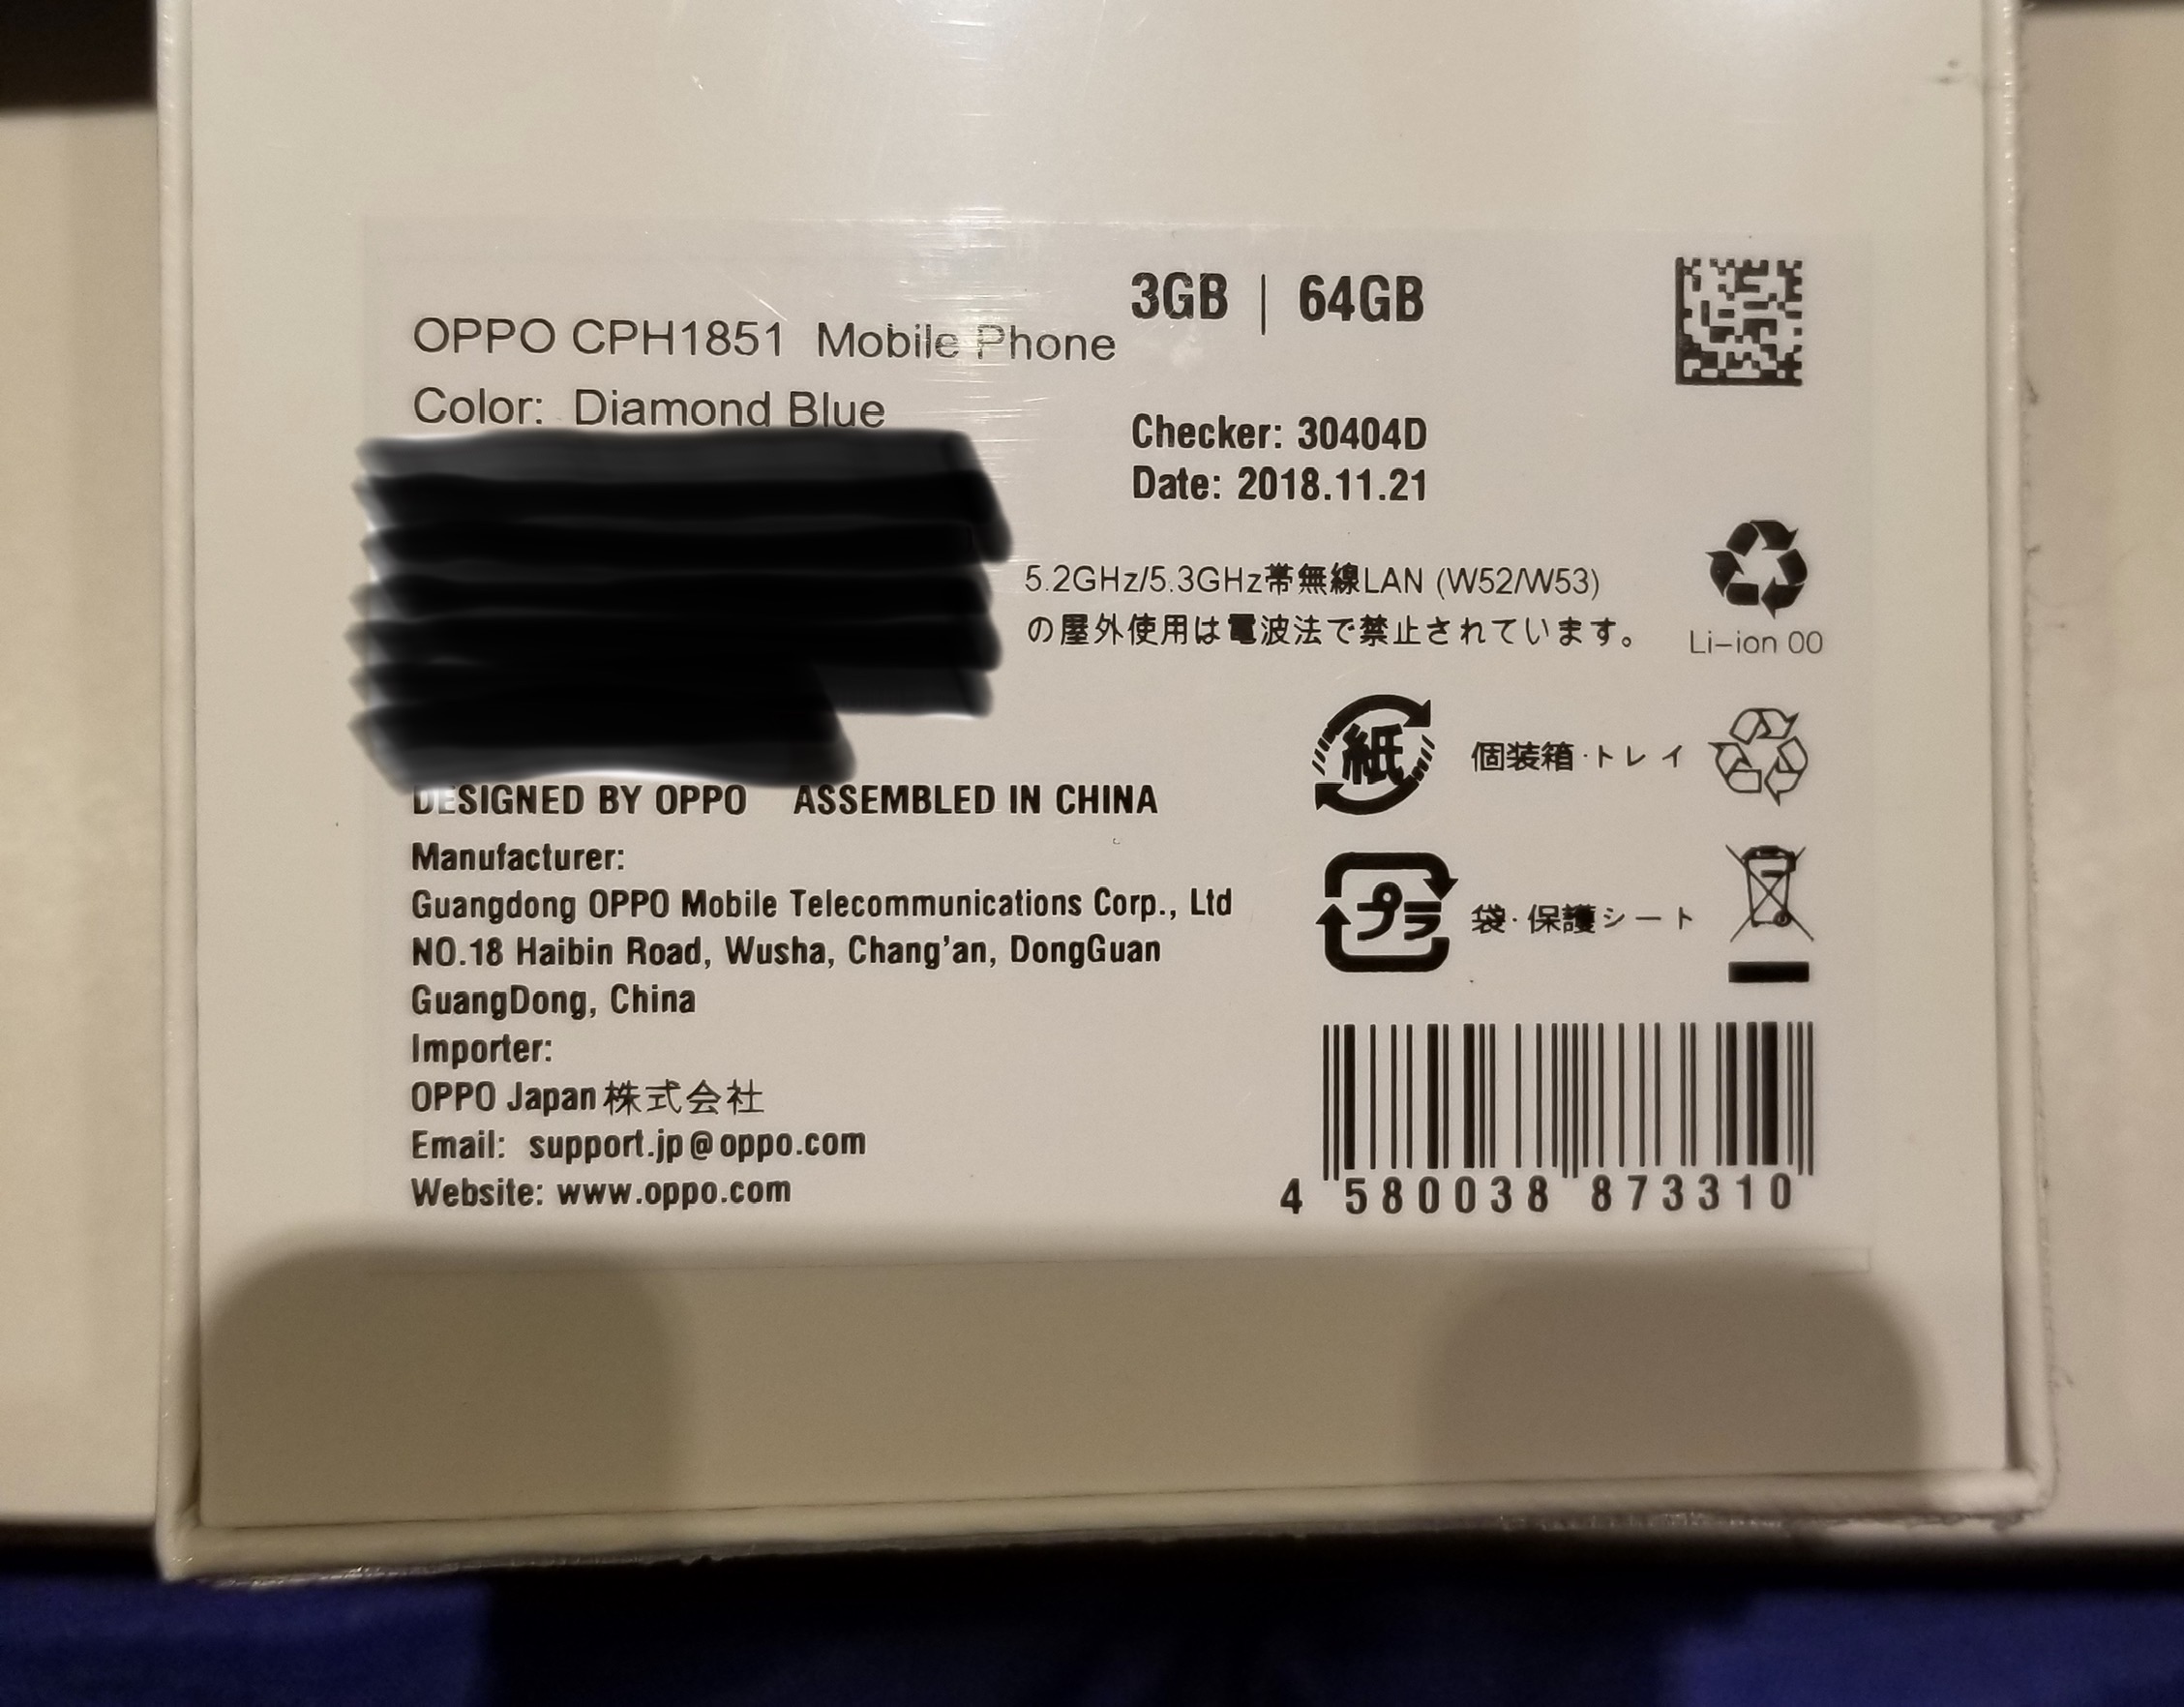 3GB | 64GB
OPPO CPH1851 Mobile Phone
Color: Diamond Blue
Checker: 30404D
Date: 2018.11.21
5.2GHz/5.3GHz帯無線LAN (W52/W53)
の屋外使用は電波法で禁止されています。
Li-ion 00
紙
個装箱·トレイ
DESIGNED BY OPPO ASSEMBLED IN CHINA
Manufacturer:
Guangdong OPPO Mobile Telecommunications Corp., Ltd
NO.18 Haibin Road, Wusha, Chang'an, DongGuan
GuangDong, China
プラ
袋·保護シート
Importer:
OPPO Japan株式会社
Email: support.jp@oppo.com
Website: www.oppo.com
4 580038 873310